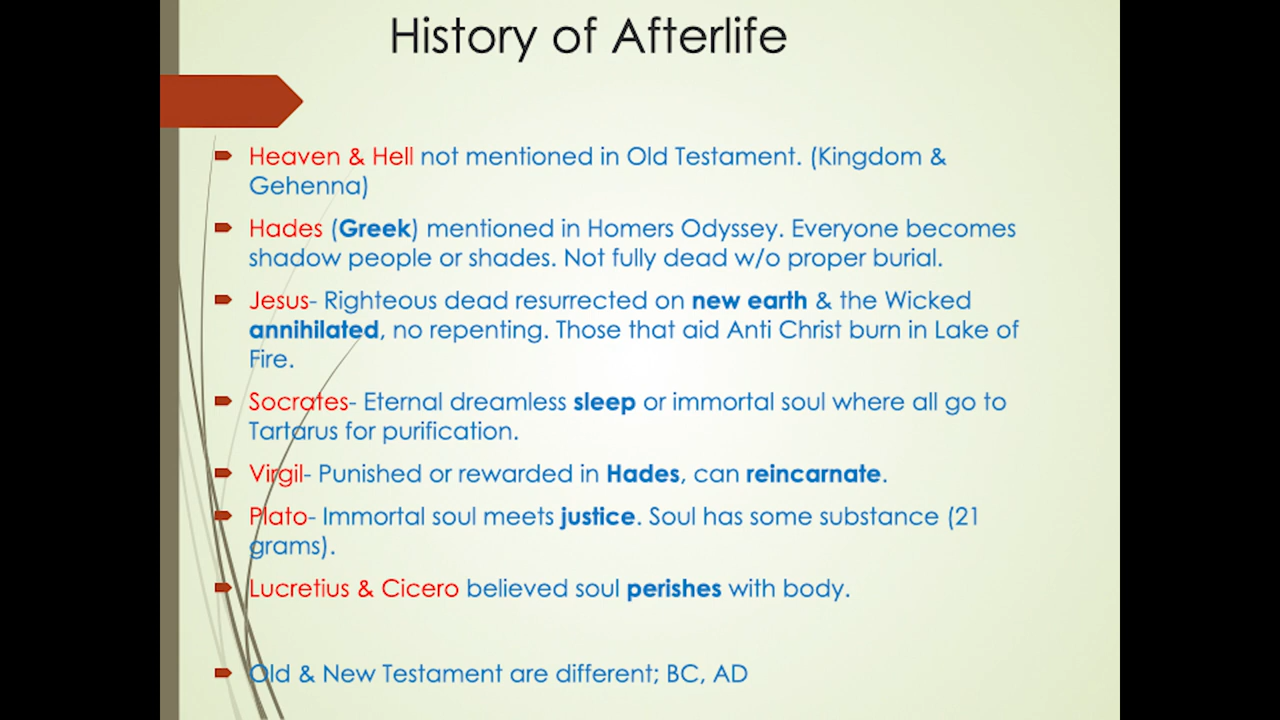 History of Afterlife
Heaven & Hell not mentioned in Old Testament. (Kingdom &
Gehenna)
Hades (Greek) mentioned in Homers Odyssey. Everyone becomes
shadow people or shades. Not fully dead w/o proper burial.
Jesus- Righteous dead resurrected on new earth & the Wicked
annihilated, no repenting. Those that aid Anti Christ burn in Lake of
Fire.
Socrates- Eternal dreamless sleep or immortal soul where all go to
Tartarus for purification.
Virgil- Punished or rewarded in Hades, can reincarnate.
Plato- Immortal soul meets justice. Soul has some substance (21
grams).
Lucretius & Cicero believed soul perishes with body.
Old & New Testament are different; BC, AD